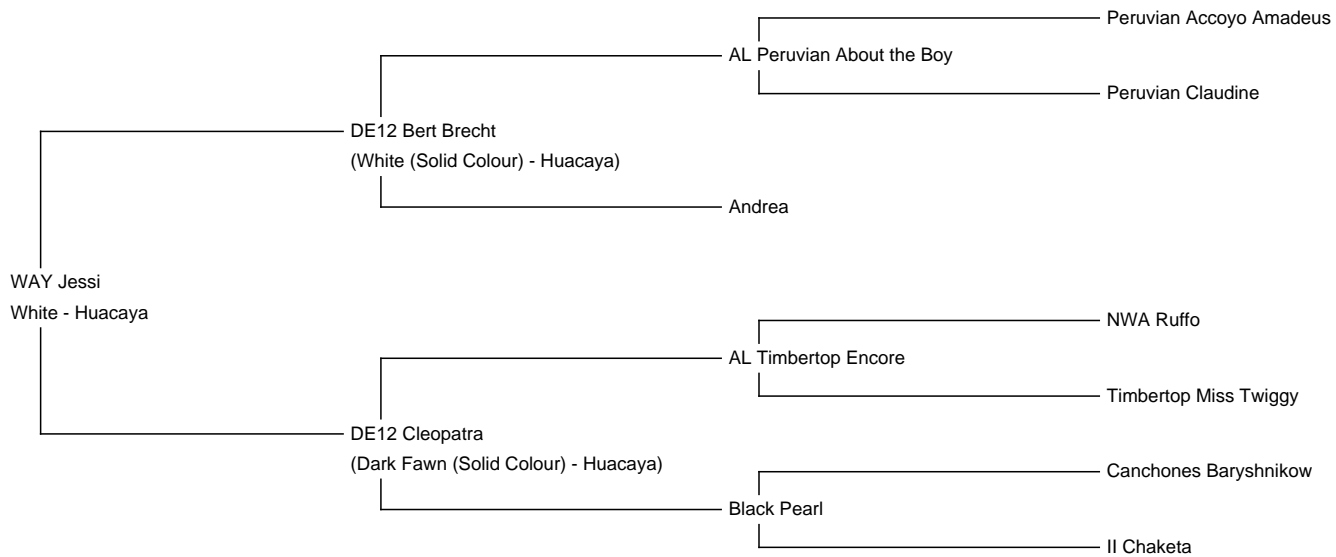 Peruvian Accoyo Amadeus
AL Peruvian About the Boy
Peruvian Claudine
DE12 Bert Brecht
(White (Solid Colour) - Huacaya)
Andrea
WAY Jessi
White - Huacaya
NWA Ruffo
AL Timbertop Encore
Timbertop Miss Twiggy
DE12 Cleopatra
(Dark Fawn (Solid Colour) - Huacaya)
Canchones Baryshnikow
Black Pearl
II Chaketa